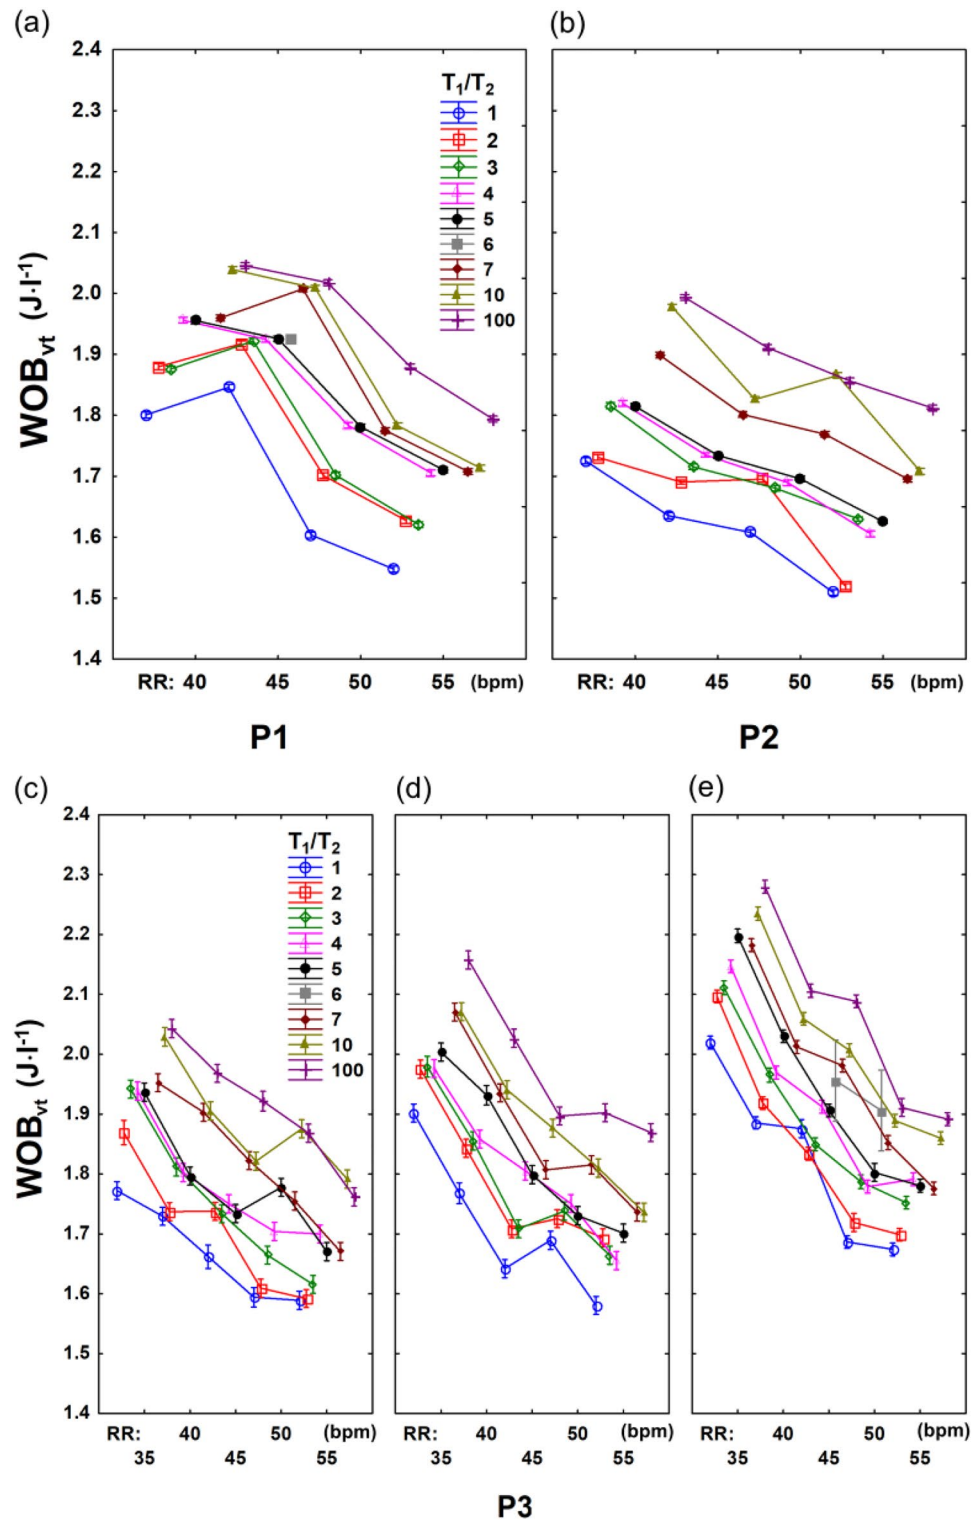 (a)
(b)
2.4
2.3
2.2
2.1
2.0
1.9
1.8
1.7
1.6
1.5
1.4
WOBvt (J·l-1)
T1/T2
1
2
3
4
5
6
7
10
100
RR: 40 45 50 55 (bpm)
RR: 40 45 50 55 (bpm)
P1
P2
(c)
(d)
(e)
2.4
2.3
2.2
2.1
2.0
1.9
1.8
1.7
1.6
1.5
1.4
WOBvt (J·l-1)
T1/T2
1
2
3
4
5
6
7
10
100
RR: 40 50 (bpm)
35 45 55
RR: 40 50 (bpm)
35 45 55
RR: 40 50 (bpm)
35 45 55
P3